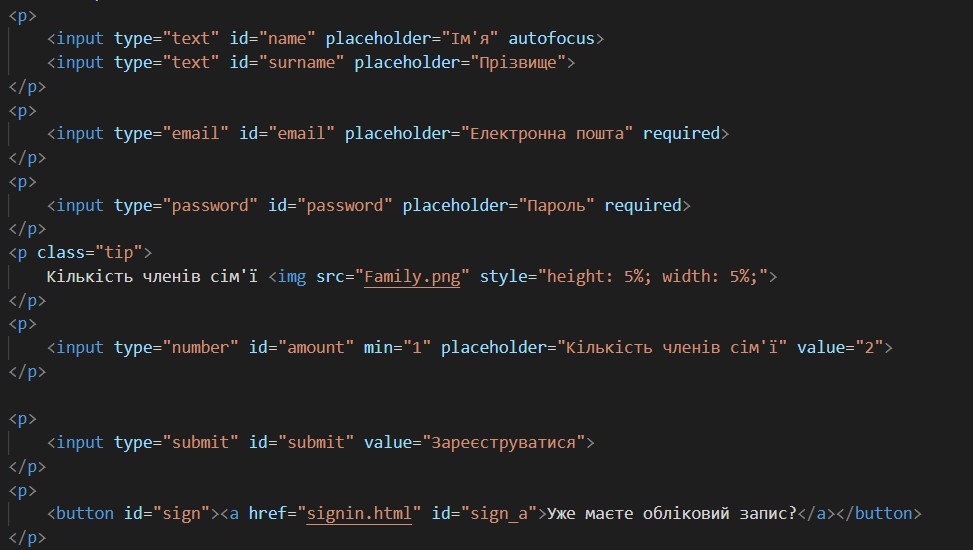 <p>
<input type="text" id="name" placeholder="Ім'я" autofocus>
<input type="text" id="surname" placeholder="Прізвище">
</p>
<p>
<input type="email" id="email" placeholder="Електронна пошта" required>
</p>
<p>
<input type="password" id="password" placeholder="Пароль" required>
</p>
<p class="tip">
Кількість членів сім'ї <img src="Family.png" style="height: 5%; width: 5%;">
</p>
<p>
<input type="number" id="amount" min="1" placeholder="Кількість членів сім'ї" value="2">
</p>
<p>
<input type="submit" id="submit" value="Зареєструватися">
</p>
<p>
<button id="sign"><a href="signin.html" id="sign_a">Уже маєте обліковий запис?</a></button>
</p>